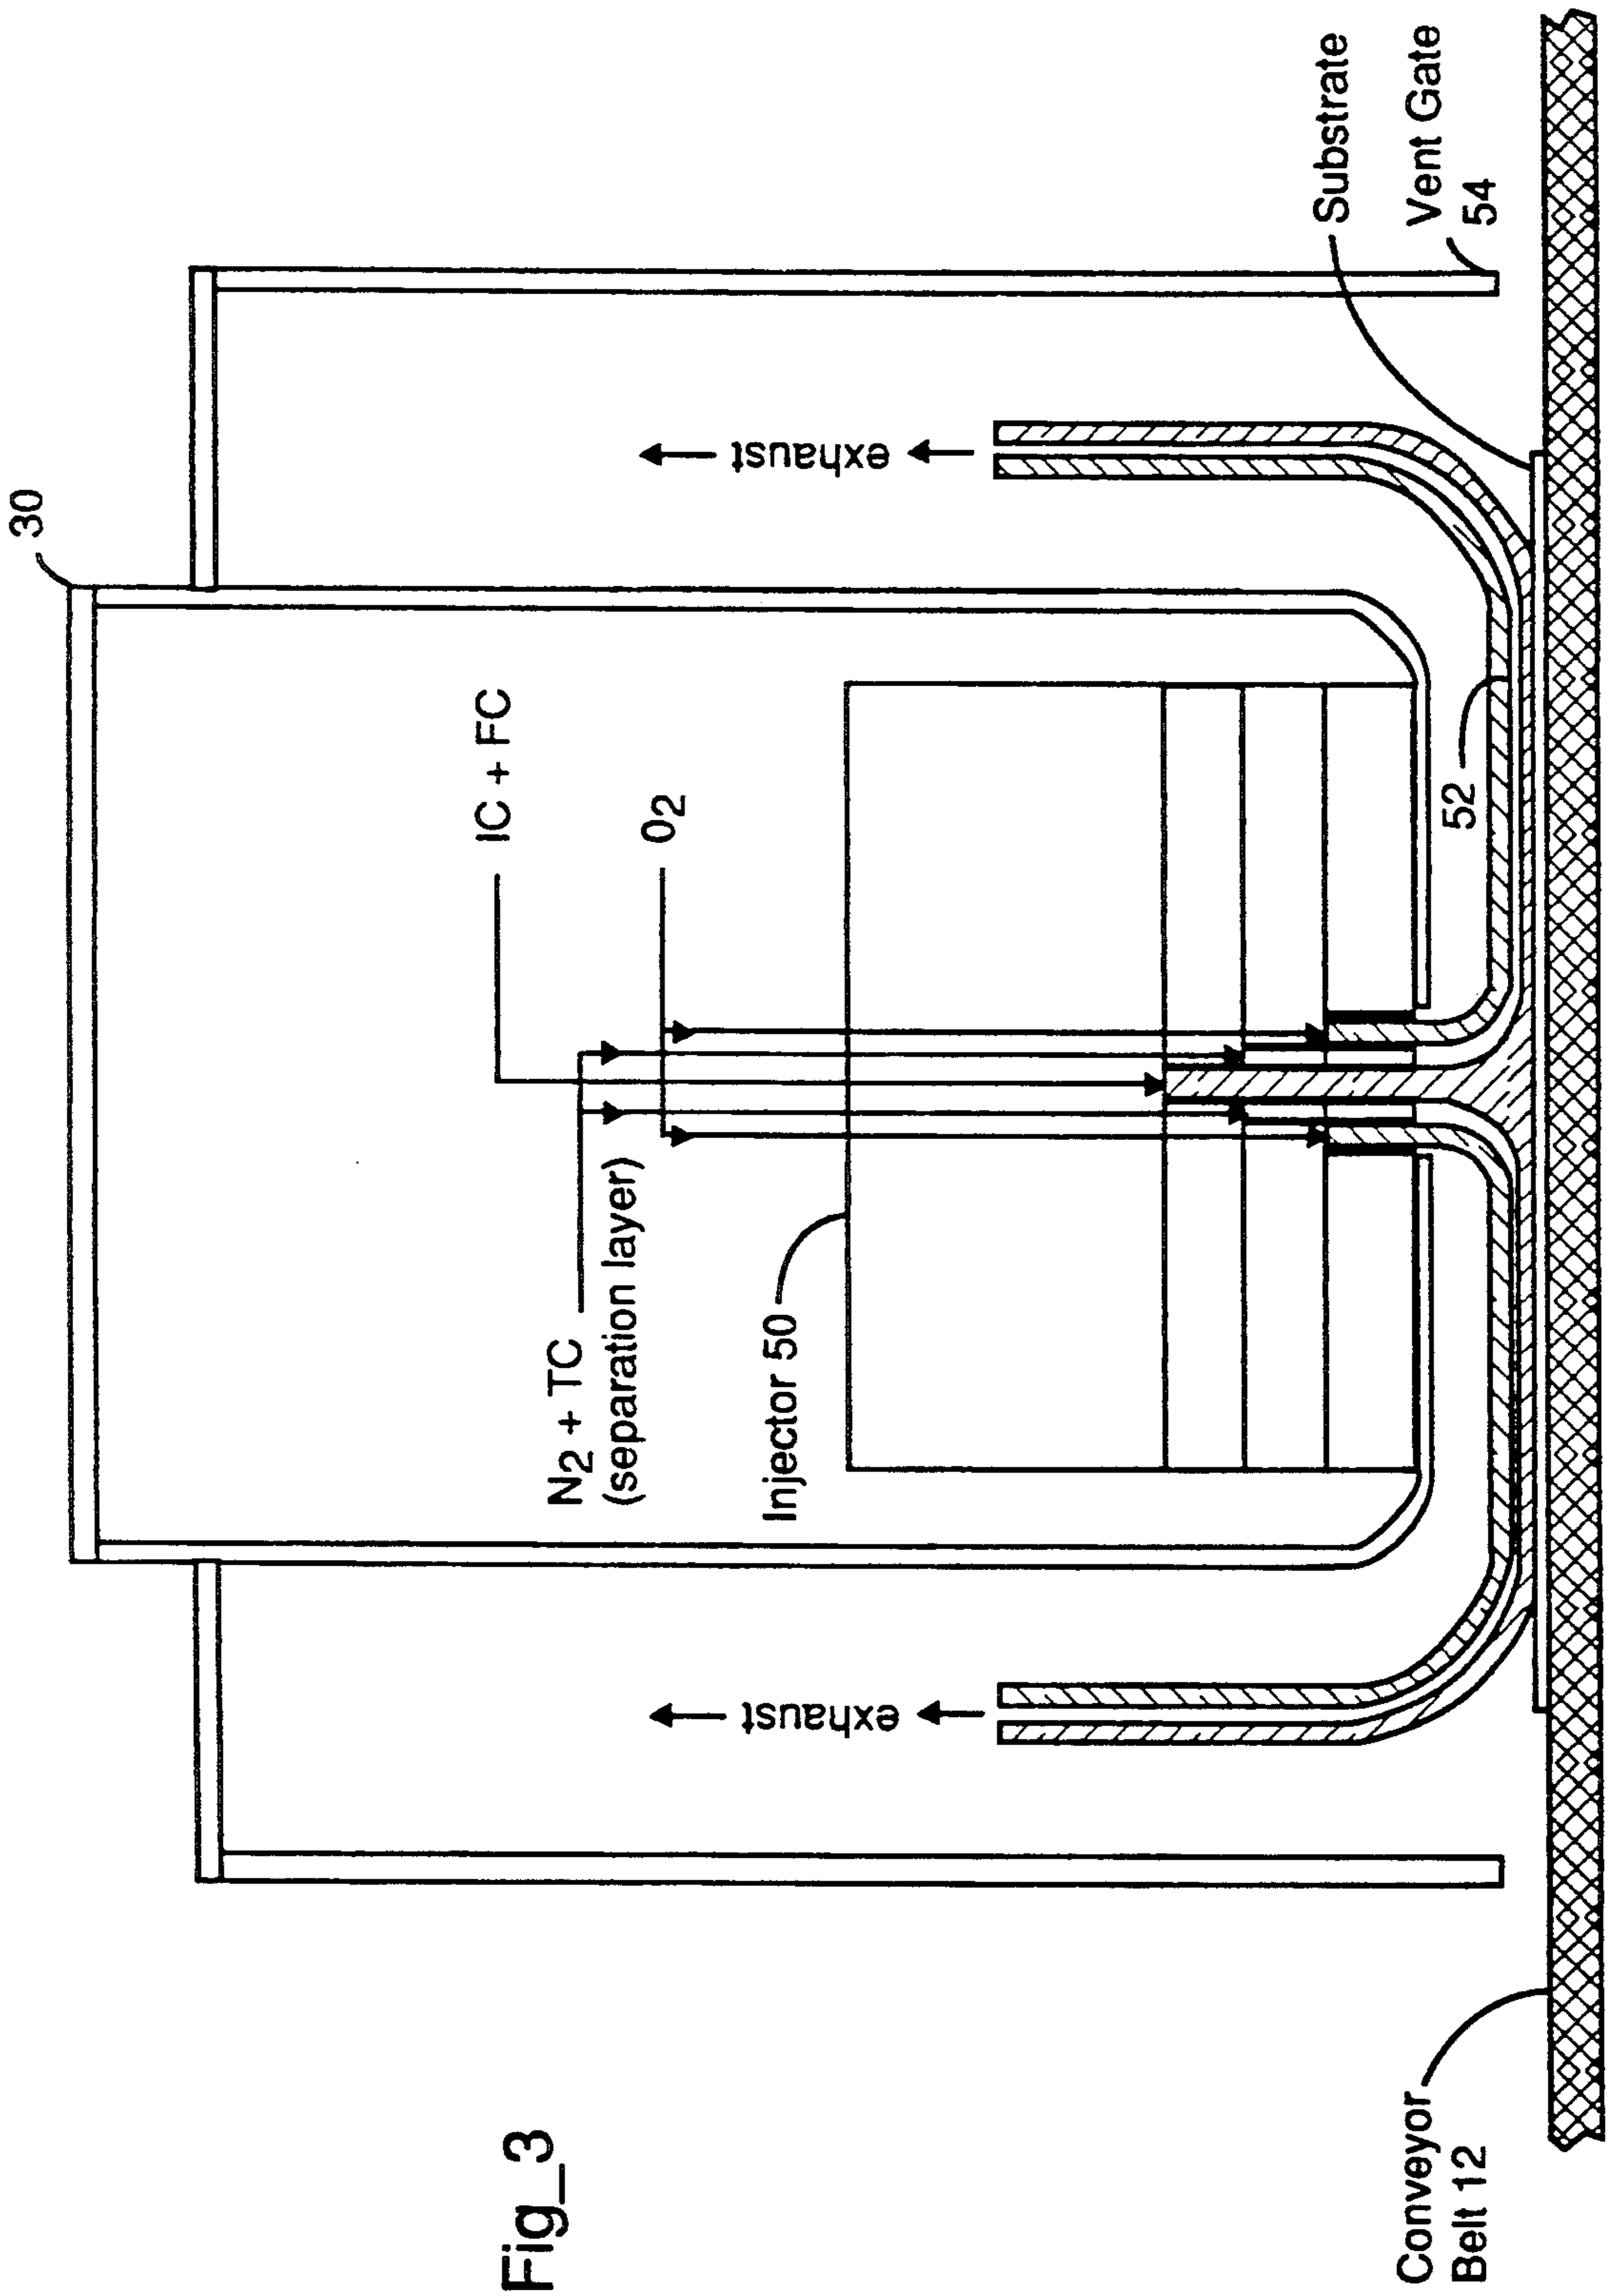 Fig_3
30
IC + FC
N2 + TC
(separation layer)
O2
Injector 50
exhaust
exhaust
52
Substrate
Vent Gate
54
Conveyor
Belt 12